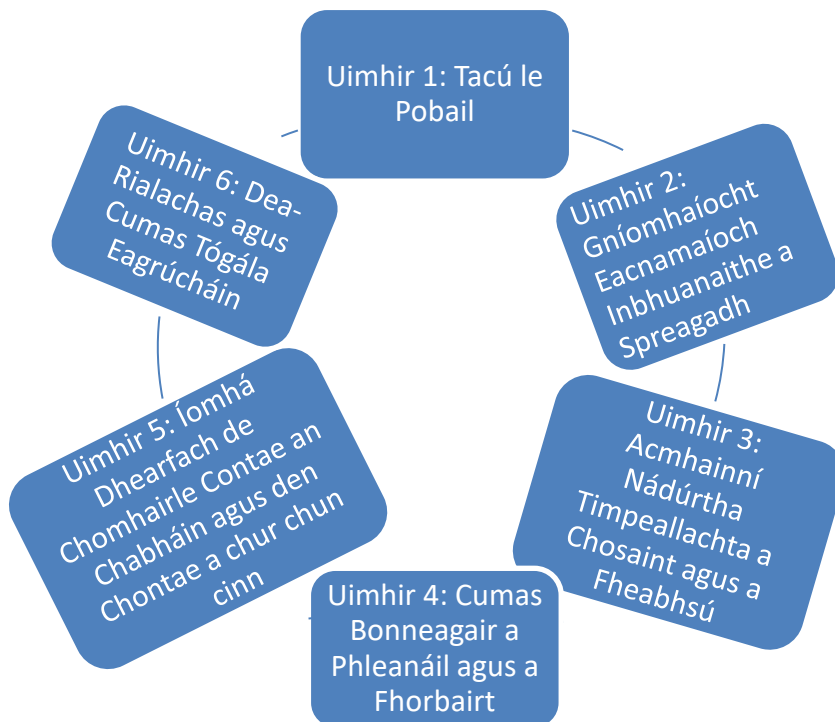 Uimhir 1: Tacú le
Pobail
Uimhir 2:
Gníomhaíocht
Eacnamaíoch
Inbhuanaithe a
Spreagadh
Uimhir 3:
Acmhainní
Nádúrtha
Timpeallachta a
Chosaint agus a
Fheabhsú
Uimhir 4: Cumas
Bonneagair a
Phleanáil agus a
Fhorbairt
Uimhir 5: Íomhá
Dhearfach de
Chomhairle Contae an
Chabháin agus den
Chontae a chur chun
cinn
Uimhir 6: Dea-
Rialachas agus
Cumas Tógála
Eagrúcháin